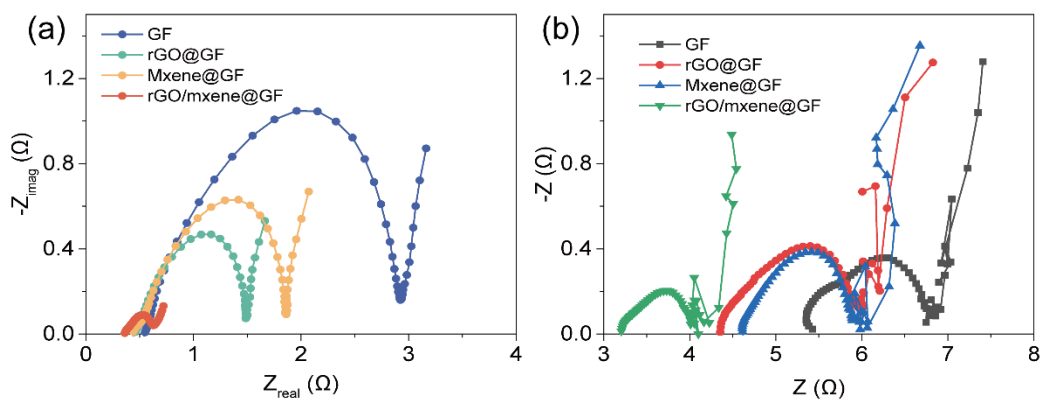 (a)
GF
rGO@GF
Mxene@GF
rGO/mxene@GF
-Z_imag (Ω)
1.2
0.8
0.4
0.0
0 1 2 3 4
Z_real (Ω)
(b)
GF
rGO@GF
Mxene@GF
rGO/mxene@GF
-Z (Ω)
1.2
0.8
0.4
0.0
3 4 5 6 7 8
Z (Ω)